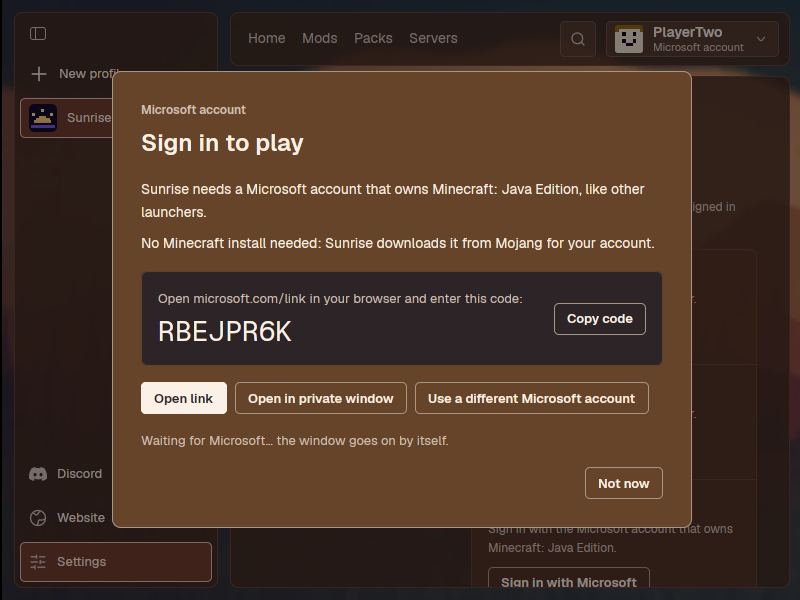 Home Mods Packs Servers
PlayerTwo
Microsoft account
New profil
Sunrise
Microsoft account
Sign in to play
Sunrise needs a Microsoft account that owns Minecraft: Java Edition, like other
launchers.
No Minecraft install needed: Sunrise downloads it from Mojang for your account.
Open microsoft.com/link in your browser and enter this code:
RBEJPR6K
Copy code
Open link
Open in private window
Use a different Microsoft account
Waiting for Microsoft... the window goes on by itself.
Not now
igned in
Discord
Website
Settings
Sign in with the Microsoft account that owns
Minecraft: Java Edition.
Sign in with Microsoft